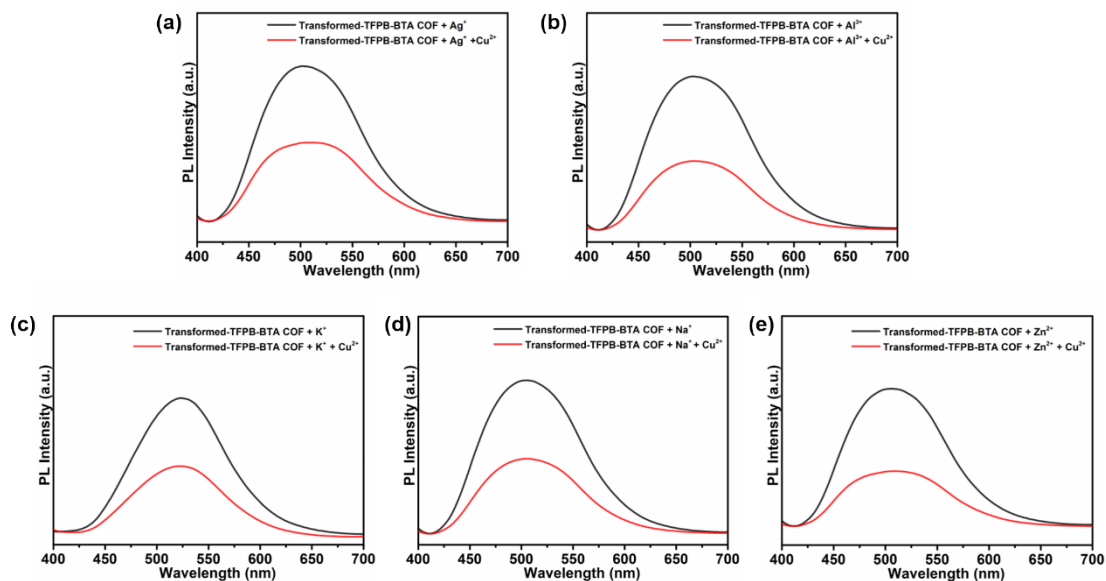 (a)
Transformed-TFPB-BTA COF + Ag⁺
Transformed-TFPB-BTA COF + Ag⁺ +Cu²⁺
PL Intensity (a.u.)
400 450 500 550 600 650 700
Wavelength (nm)
(b)
Transformed-TFPB-BTA COF + Al³⁺
Transformed-TFPB-BTA COF + Al³⁺ + Cu²⁺
PL Intensity (a.u.)
400 450 500 550 600 650 700
Wavelength (nm)
(c)
Transformed-TFPB-BTA COF + K⁺
Transformed-TFPB-BTA COF + K⁺ + Cu²⁺
PL Intensity (a.u.)
400 450 500 550 600 650 700
Wavelength (nm)
(d)
Transformed-TFPB-BTA COF + Na⁺
Transformed-TFPB-BTA COF + Na⁺ + Cu²⁺
PL Intensity (a.u.)
400 450 500 550 600 650 700
Wavelength (nm)
(e)
Transformed-TFPB-BTA COF + Zn²⁺
Transformed-TFPB-BTA COF + Zn²⁺ + Cu²⁺
PL Intensity (a.u.)
400 450 500 550 600 650 700
Wavelength (nm)